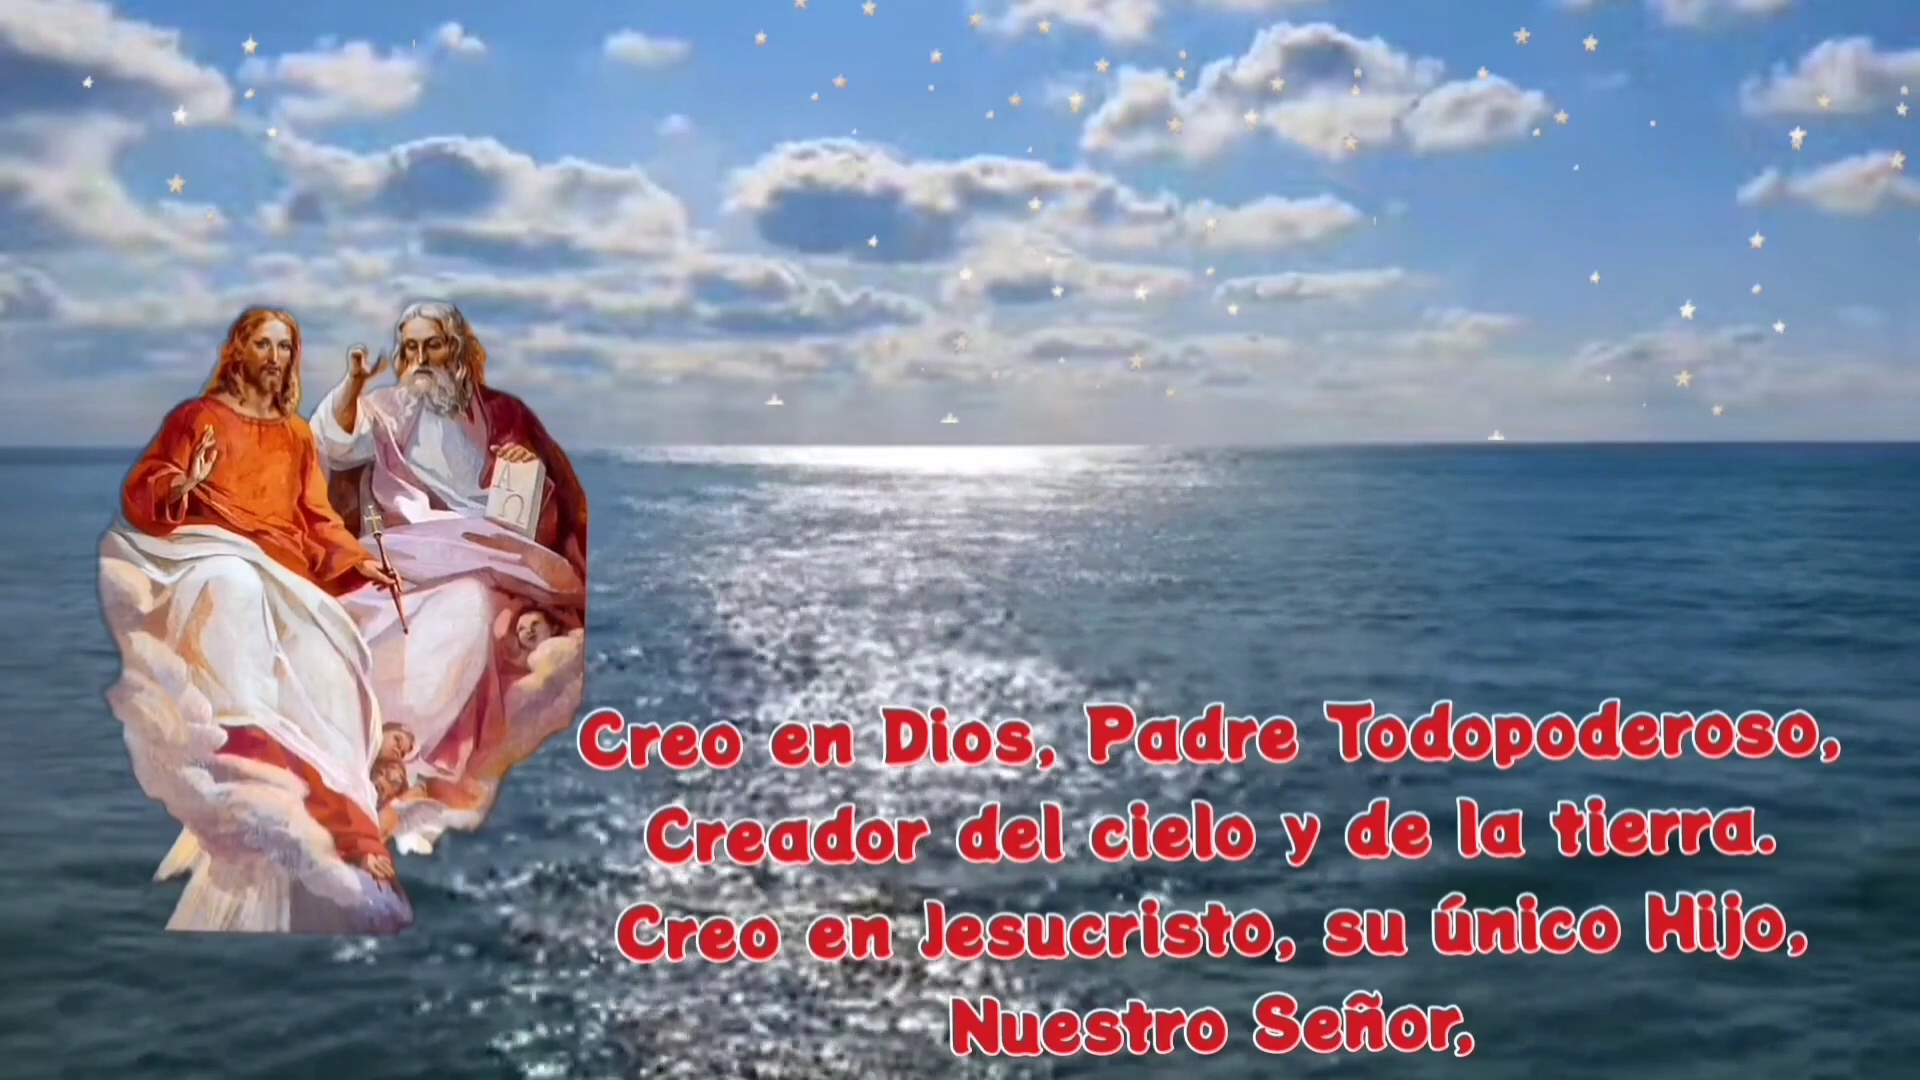 Α
Ω
Creo en Dios, Padre Todopoderoso,
Creador del cielo y de la tierra.
Creo en Jesucristo, su único Hijo,
Nuestro Señor,